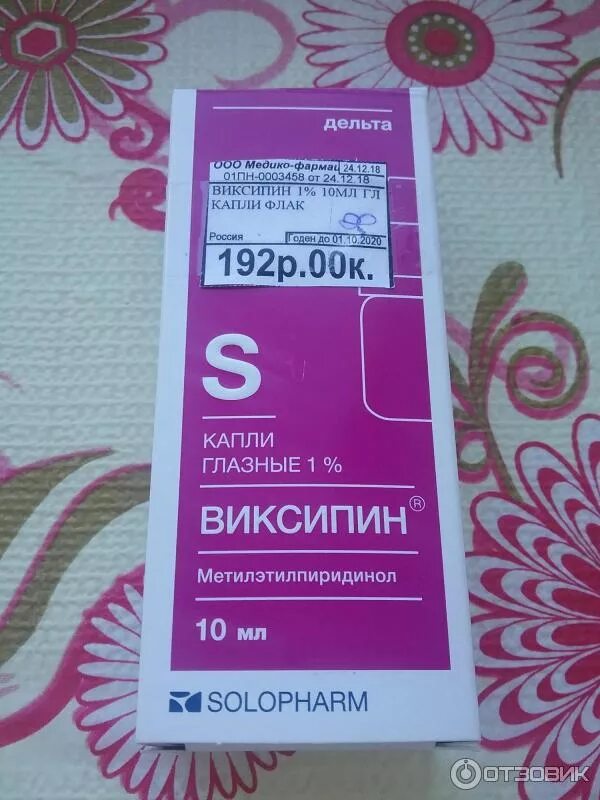 дельта
ООО Медико-фармац 24.12.18
01ПН-0003458 от 24.12.18
ВИКСИПИН 1% 10МЛ ГЛ
КАПЛИ ФЛАК
Россия Годен до 01.10.2020
192р.00к.
S
КАПЛИ
ГЛАЗНЫЕ 1 %
ВИКСИПИН®
Метилэтилпиридинол
10 мл
SOLOPHARM
ОТЗОВИК